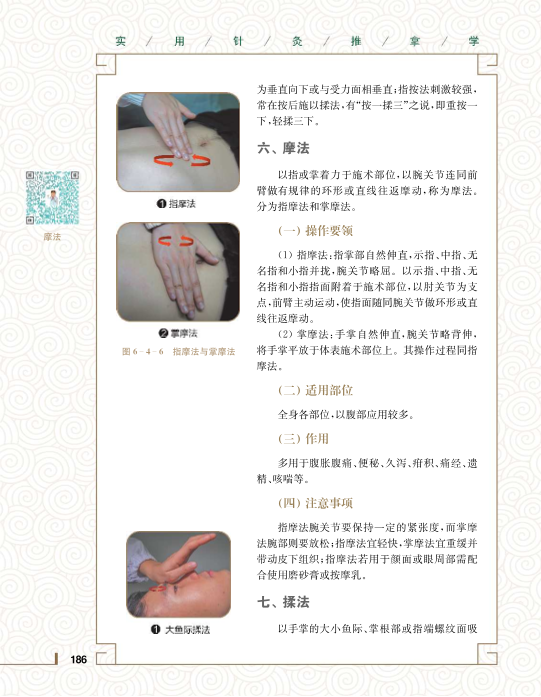 实 / 用 / 针 / 灸 / 推 / 拿 / 学
为垂直向下或与受力面相垂直;指按法刺激较强,
常在按后施以揉法,有“按一揉三”之说,即重按一
下,轻揉三下。
六、摩法
以指或掌着力于施术部位,以腕关节连同前
臂做有规律的环形或直线往返摩动,称为摩法。
分为指摩法和掌摩法。
(一)操作要领
(1)指摩法:指掌部自然伸直,示指、中指、无
名指和小指并拢,腕关节略屈。以示指、中指、无
名指和小指指面附着于施术部位,以肘关节为支
点,前臂主动运动,使指面随同腕关节做环形或直
线往返摩动。
(2)掌摩法:手掌自然伸直,腕关节略背伸,
将手掌平放于体表施术部位上。其操作过程同指
摩法。
(二)适用部位
全身各部位,以腹部应用较多。
(三)作用
多用于腹胀腹痛、便秘、久泻、疳积、痛经、遗
精、咳喘等。
(四)注意事项
指摩法腕关节要保持一定的紧张度,而掌摩
法腕部则要放松;指摩法宜轻快,掌摩法宜重缓并
带动皮下组织;指摩法若用于颜面或眼周部需配
合使用磨砂膏或按摩乳。
七、揉法
以手掌的大小鱼际、掌根部或指端螺纹面吸
摩法
❶ 指摩法
❷ 掌摩法
图 6-4-6 指摩法与掌摩法
❶ 大鱼际揉法
186